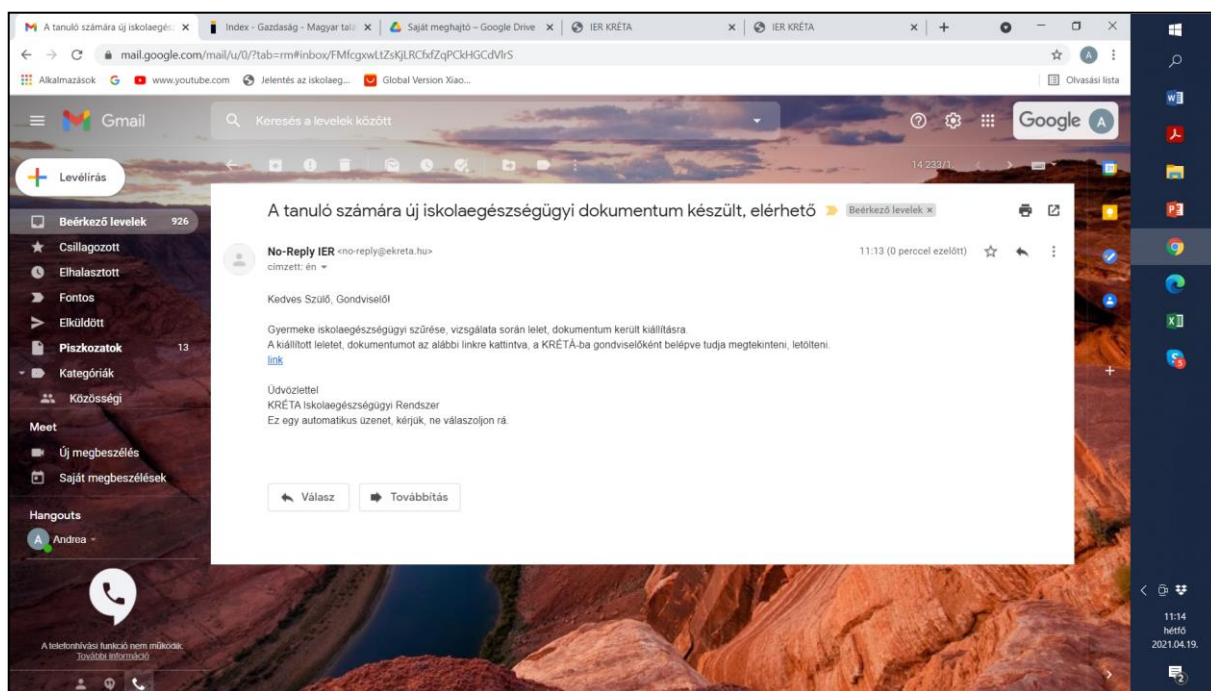 A tanuló számára új iskolaegész
Index - Gazdaság - Magyar tala
Saját meghajtó – Google Drive
IER KRÉTA
IER KRÉTA
mail.google.com/mail/u/0/?tab=rm#inbox/FMfcgxwLtZsKjLRCfxfZqPCkHGCdVlrS
Alkalmazások
www.youtube.com
Jelentés az iskolaeg...
Global Version Xiao...
Olvasási lista
Gmail
Keresés a levelek között
Google
A
Levélírás
14 233/1
Beérkező levelek 926
Csillagozott
Elhalasztott
Fontos
Elküldött
Piszkozatok 13
Kategóriák
Közösségi
Meet
Új megbeszélés
Saját megbeszélések
Hangouts
A Andrea
A telefonhívási funkció nem működik.
További információ
A tanuló számára új iskolaegészségügyi dokumentum készült, elérhető Beérkező levelek ×
No-Reply IER <no-reply@ekreta.hu>
11:13 (0 perccel ezelőtt)
címzett: én
Kedves Szülő, Gondviselő!
Gyermeke iskolaegészségügyi szűrése, vizsgálata során lelet, dokumentum került kiállításra.
A kiállított leletet, dokumentumot az alábbi linkre kattintva, a KRÉTÁ-ba gondviselőként belépve tudja megtekinteni, letölteni.
link
Üdvözlettel
KRÉTA Iskolaegészségügyi Rendszer
Ez egy automatikus üzenet, kérjük, ne válaszoljon rá.
Válasz
Továbbítás
11:14
hétfő
2021.04.19.